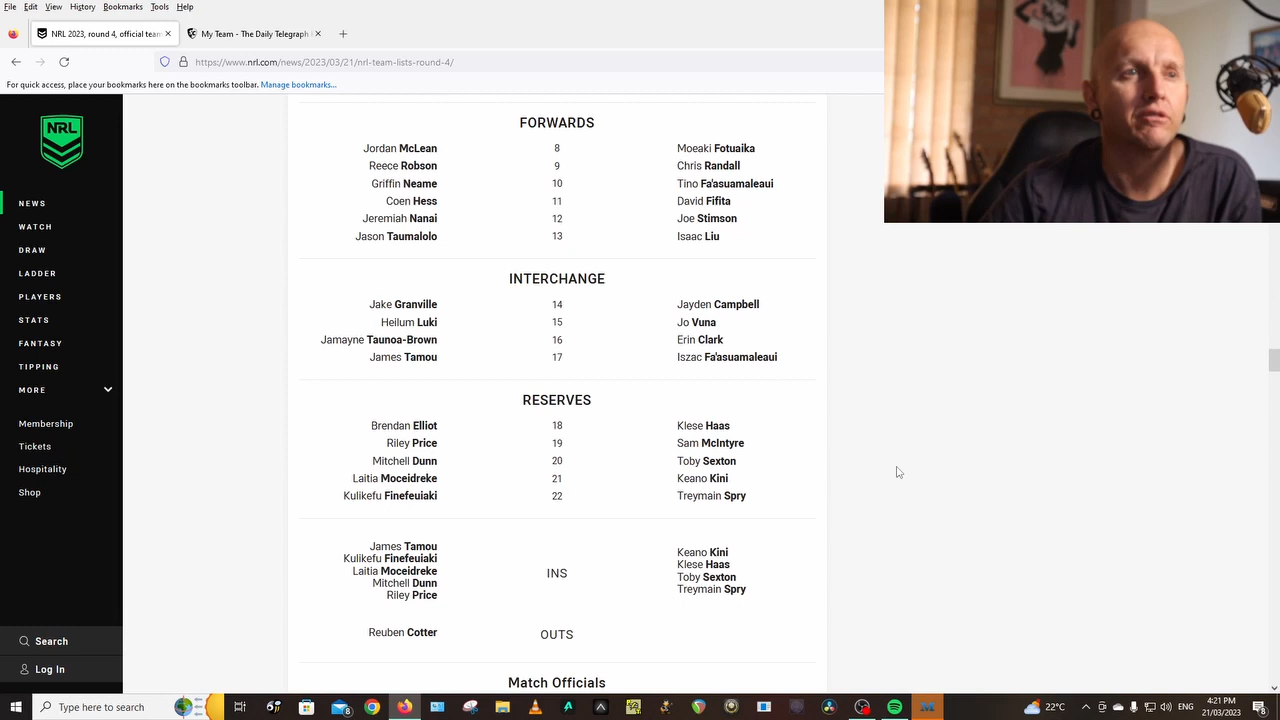 File Edit View History Bookmarks Tools Help
NRL 2023, round 4, official team
My Team - The Daily Telegraph
https://www.nrl.com/news/2023/03/21/nrl-team-lists-round-4/
For quick access, place your bookmarks here on the bookmarks toolbar. Manage bookmarks...
NRL
NEWS
WATCH
DRAW
LADDER
PLAYERS
STATS
FANTASY
TIPPING
MORE
Membership
Tickets
Hospitality
Shop
Search
Log In
FORWARDS
Jordan McLean 8 Moeaki Fotuaika
Reece Robson 9 Chris Randall
Griffin Neame 10 Tino Fa'asuamaleaui
Coen Hess 11 David Fifita
Jeremiah Nanai 12 Joe Stimson
Jason Taumalolo 13 Isaac Liu
INTERCHANGE
Jake Granville 14 Jayden Campbell
Heilum Luki 15 Jo Vuna
Jamayne Taunoa-Brown 16 Erin Clark
James Tamou 17 Iszac Fa'asuamaleaui
RESERVES
Brendan Elliot 18 Klese Haas
Riley Price 19 Sam McIntyre
Mitchell Dunn 20 Toby Sexton
Laitia Moceidreke 21 Keano Kini
Kulikefu Finefeuiaki 22 Treymain Spry
James Tamou
Kulikefu Finefeuiaki
Laitia Moceidreke
Mitchell Dunn
Riley Price
INS
Keano Kini
Klese Haas
Toby Sexton
Treymain Spry
Reuben Cotter OUTS
Match Officials
Type here to search
22°C
ENG
4:21 PM
21/03/2023